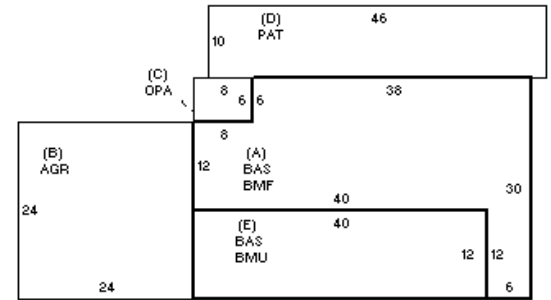 (D)
PAT
46
10
(C)
OPA
8
6
6
38
8
(B)
AGR
12
(A)
BAS
BMF
30
24
40
(E)
BAS
BMU
40
12
12
24
6